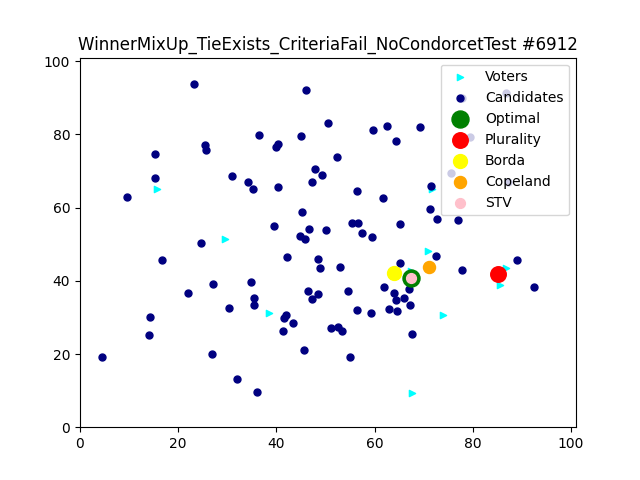 WinnerMixUp_TieExists_CriteriaFail_NoCondorcetTest #6912
100
80
60
40
20
0
0 20 40 60 80 100
Voters
Candidates
Optimal
Plurality
Borda
Copeland
STV